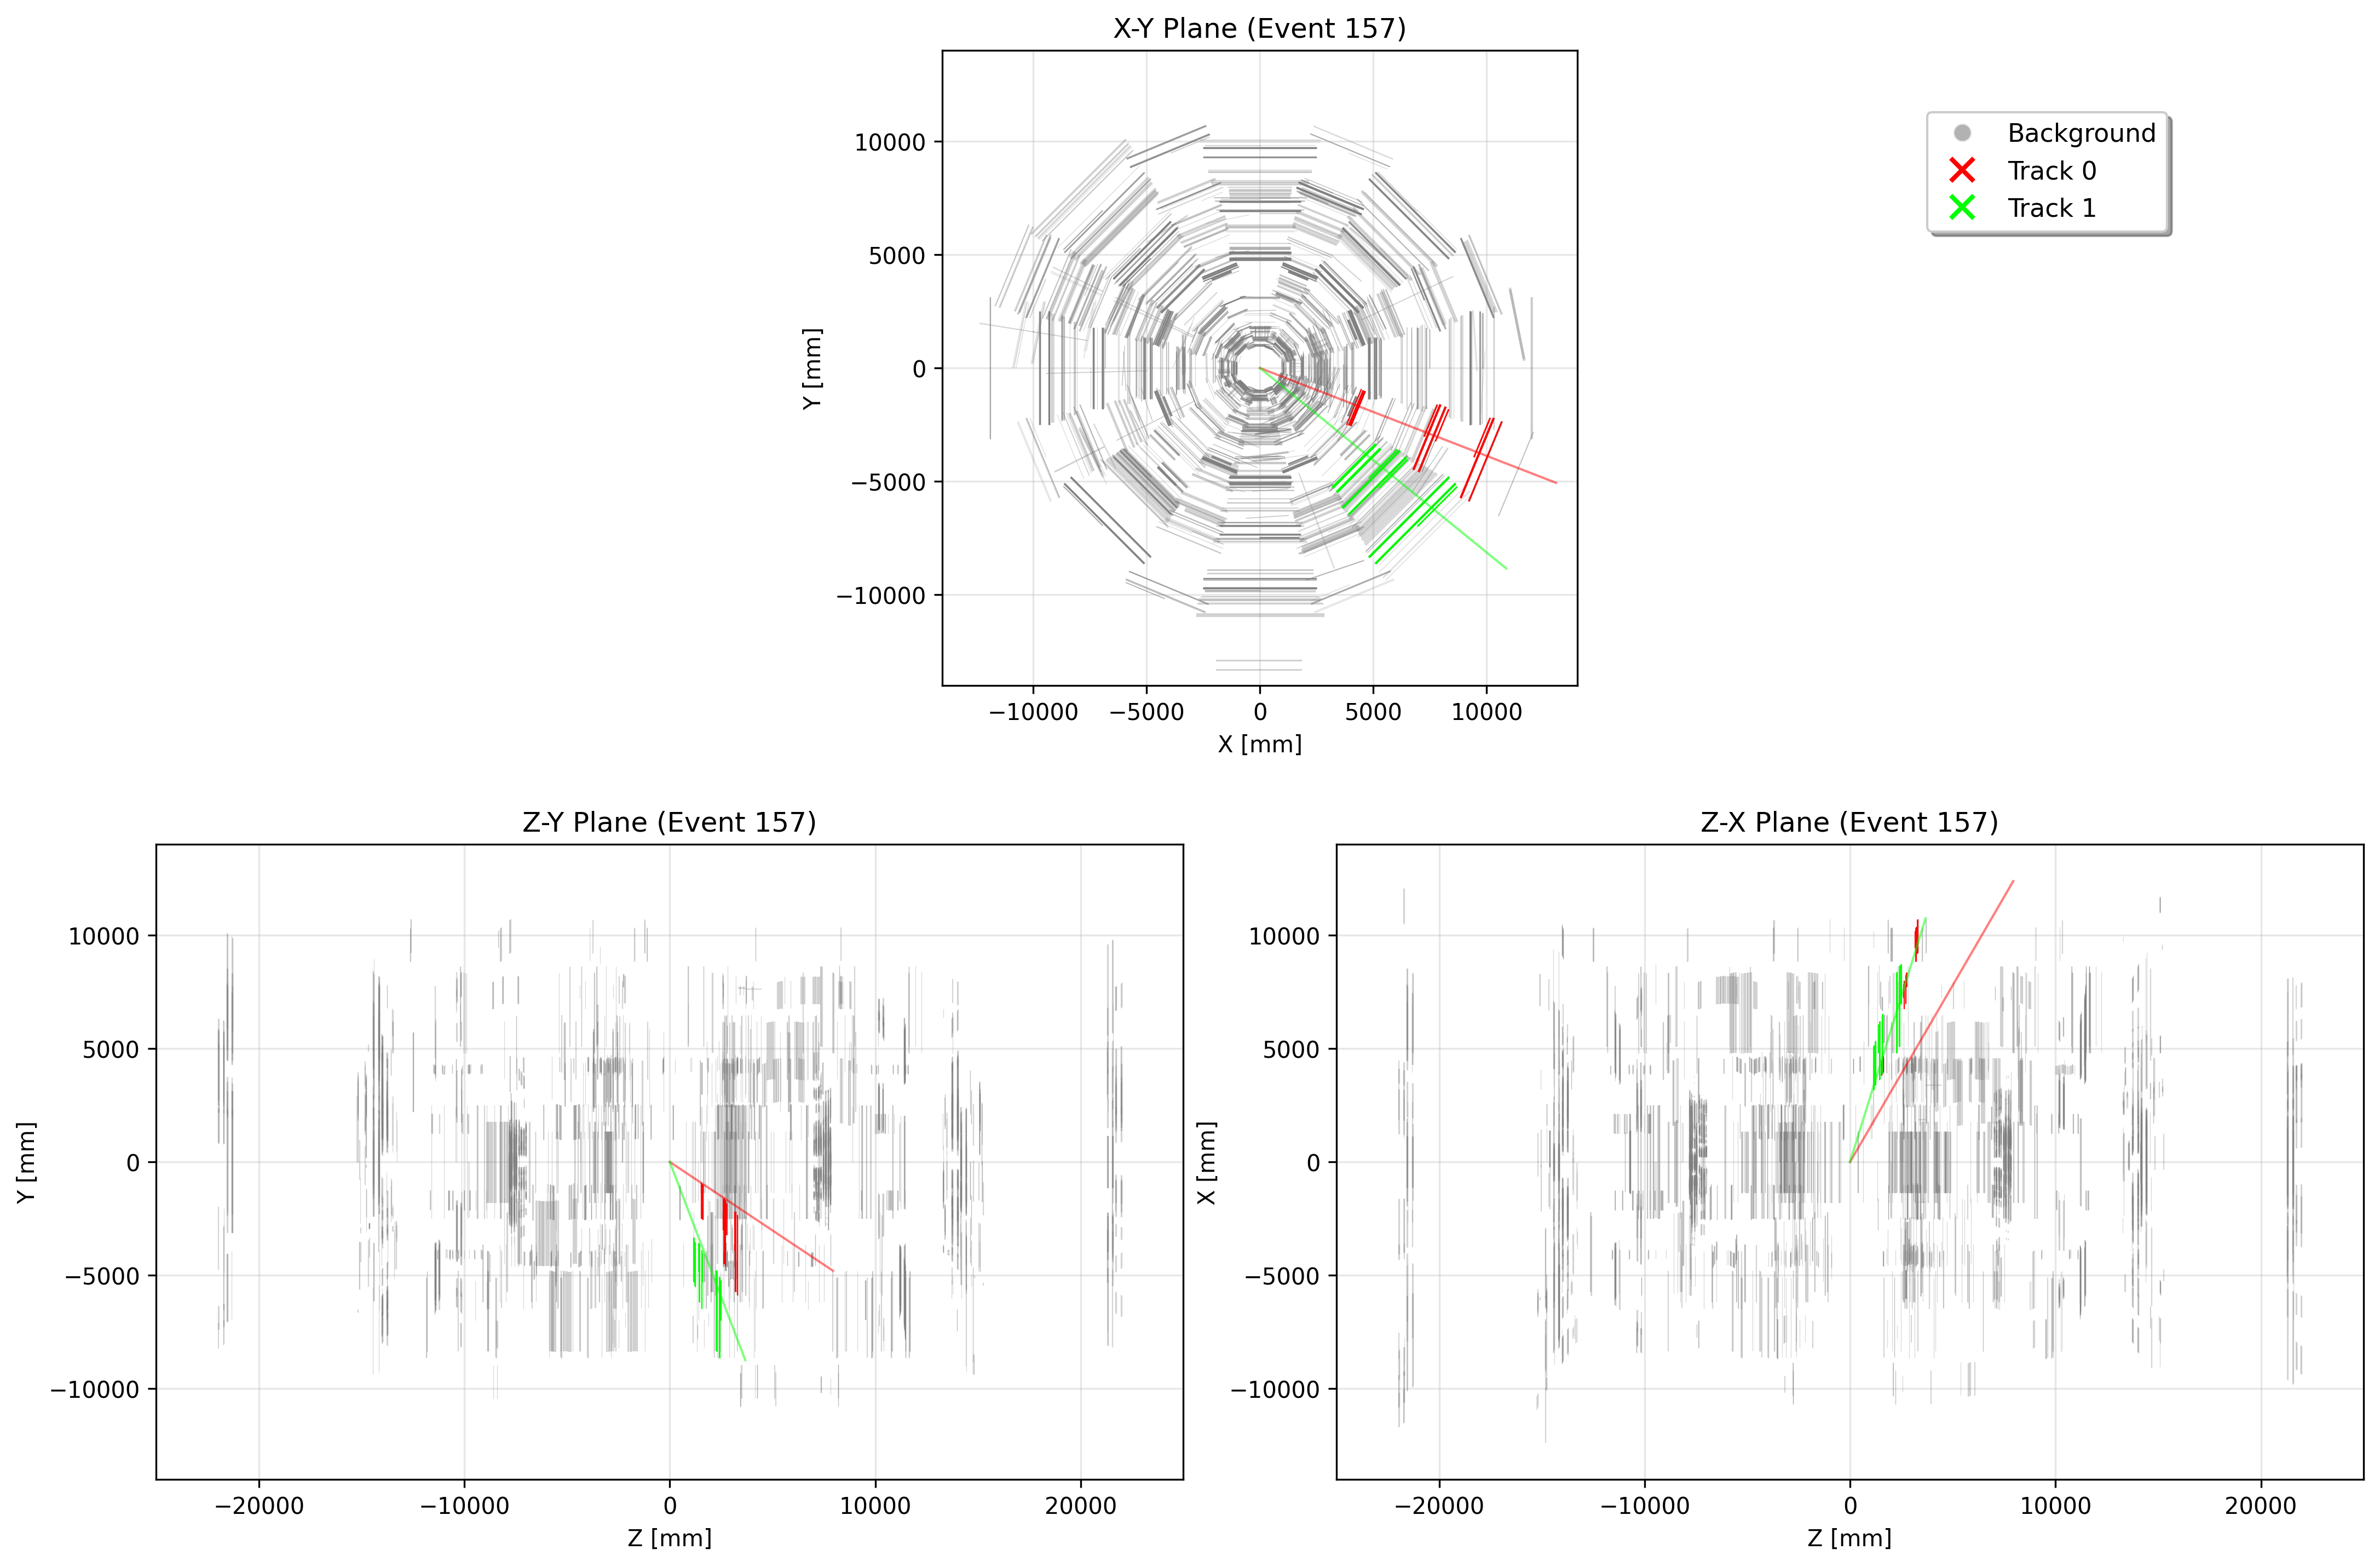 X-Y Plane (Event 157)
Y [mm]
10000
5000
0
−5000
−10000
−10000 −5000 0 5000 10000
X [mm]
Background
Track 0
Track 1
Z-Y Plane (Event 157)
Y [mm]
10000
5000
0
−5000
−10000
−20000 −10000 0 10000 20000
Z [mm]
Z-X Plane (Event 157)
X [mm]
10000
5000
0
−5000
−10000
−20000 −10000 0 10000 20000
Z [mm]